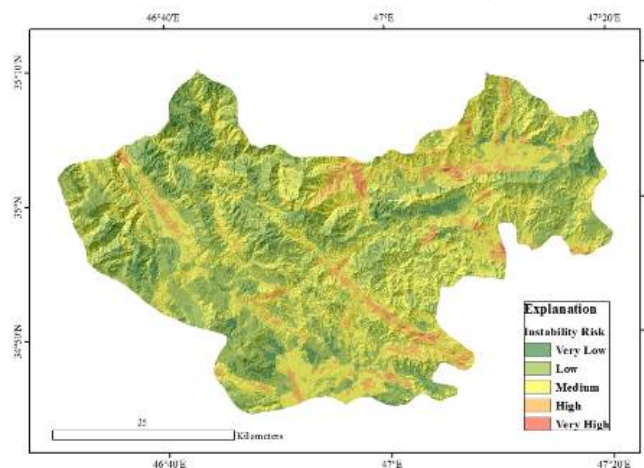 46°40'E 47°E 47°20'E
35°10'N
35°N
34°50'N
Explanation
Instability Risk
Very Low
Low
Medium
High
Very High
25
Kilometers
46°40'E 47°E 47°20'E